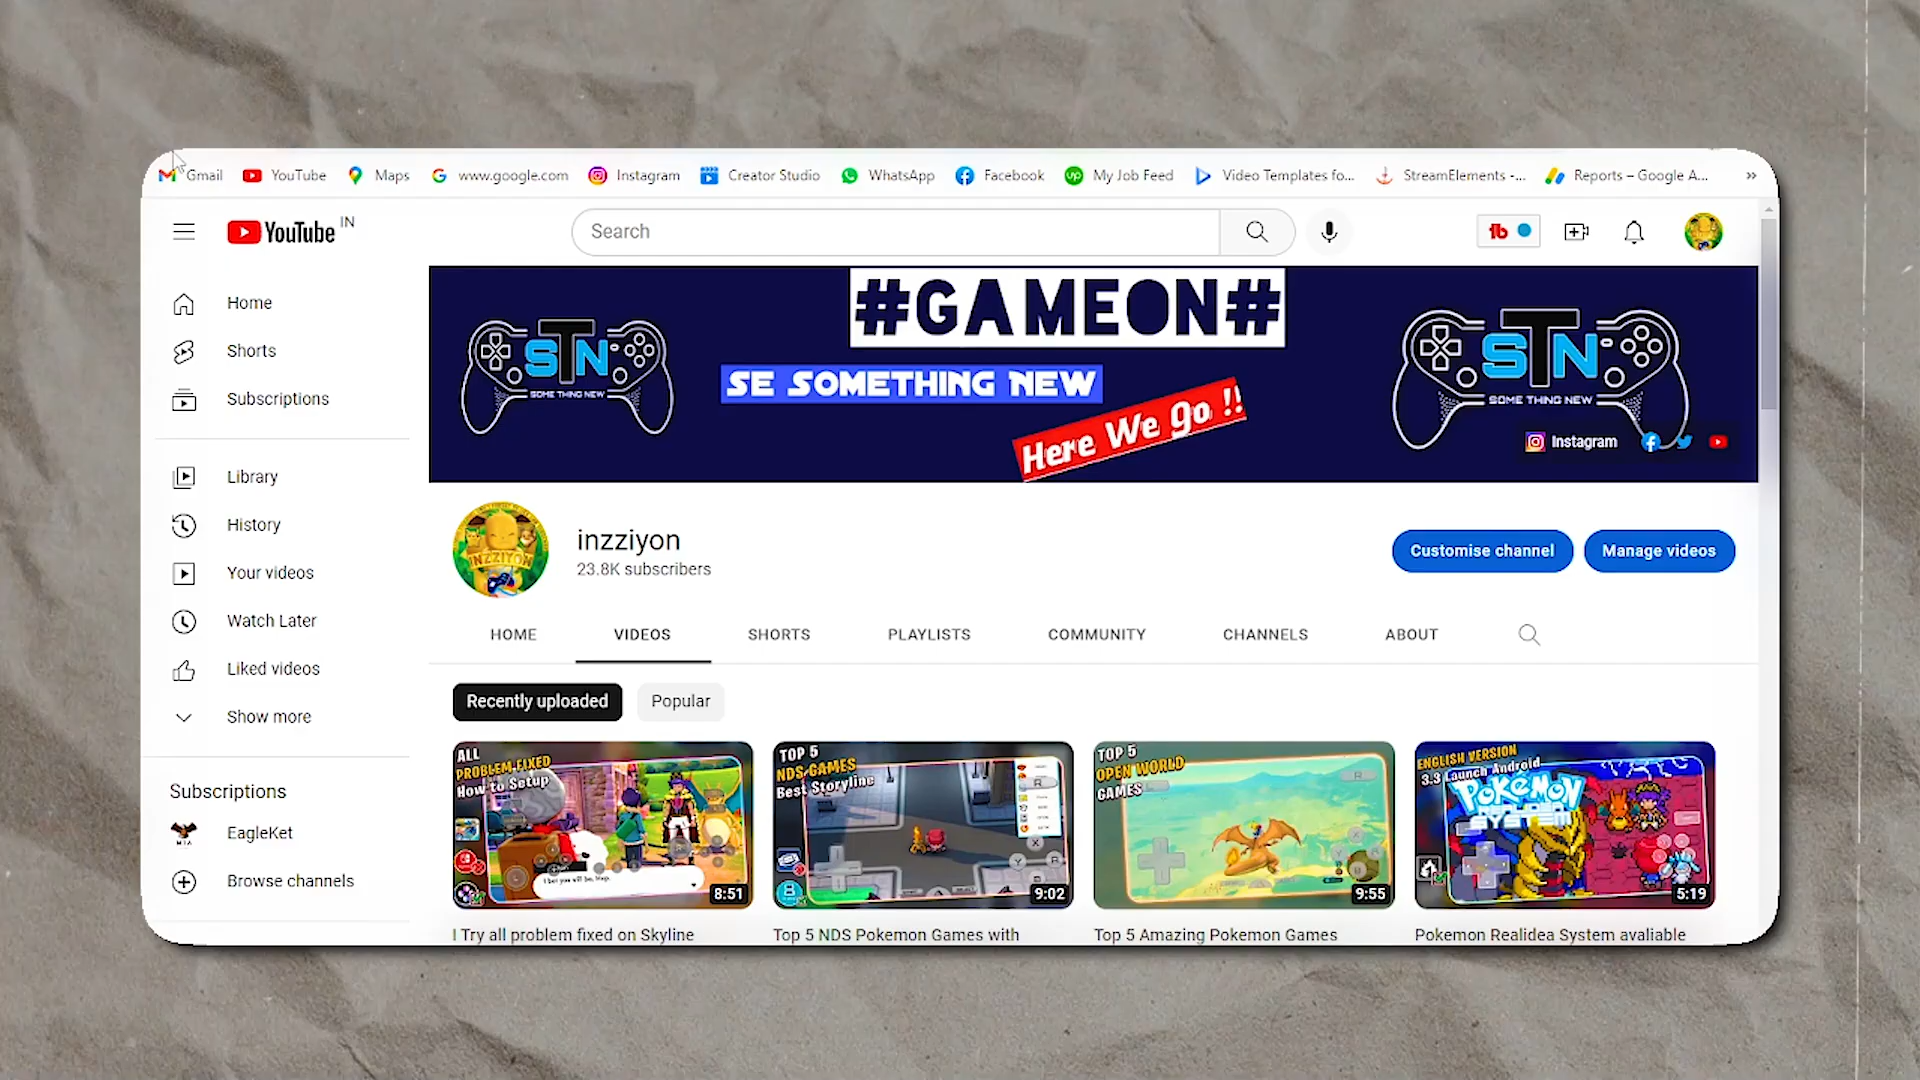 Gmail YouTube Maps www.google.com Instagram Creator Studio WhatsApp Facebook My Job Feed Video Templates fo... StreamElements -... Reports – Google A... »
YouTube IN
Search
Home
Shorts
Subscriptions
Library
History
Your videos
Watch Later
Liked videos
Show more
Subscriptions
EagleKet
Browse channels
#GAMEON#
SE SOMETHING NEW
Here We Go !!
STN
SOME THING NEW
STN
SOME THING NEW
Instagram
INZZIYON
inzziyon
23.8K subscribers
Customise channel
Manage videos
HOME VIDEOS SHORTS PLAYLISTS COMMUNITY CHANNELS ABOUT
Recently uploaded
Popular
ALL
PROBLEM FIXED
How to Setup
8:51
TOP 5
NDS GAMES
Best Storyline
9:02
TOP 5
OPEN WORLD
GAMES
9:55
ENGLISH VERSION
3.3 Launch Android
POKÉMON
SYSTEM
5:19
I Try all problem fixed on Skyline
Top 5 NDS Pokemon Games with
Top 5 Amazing Pokemon Games
Pokemon Realidea System avaliable